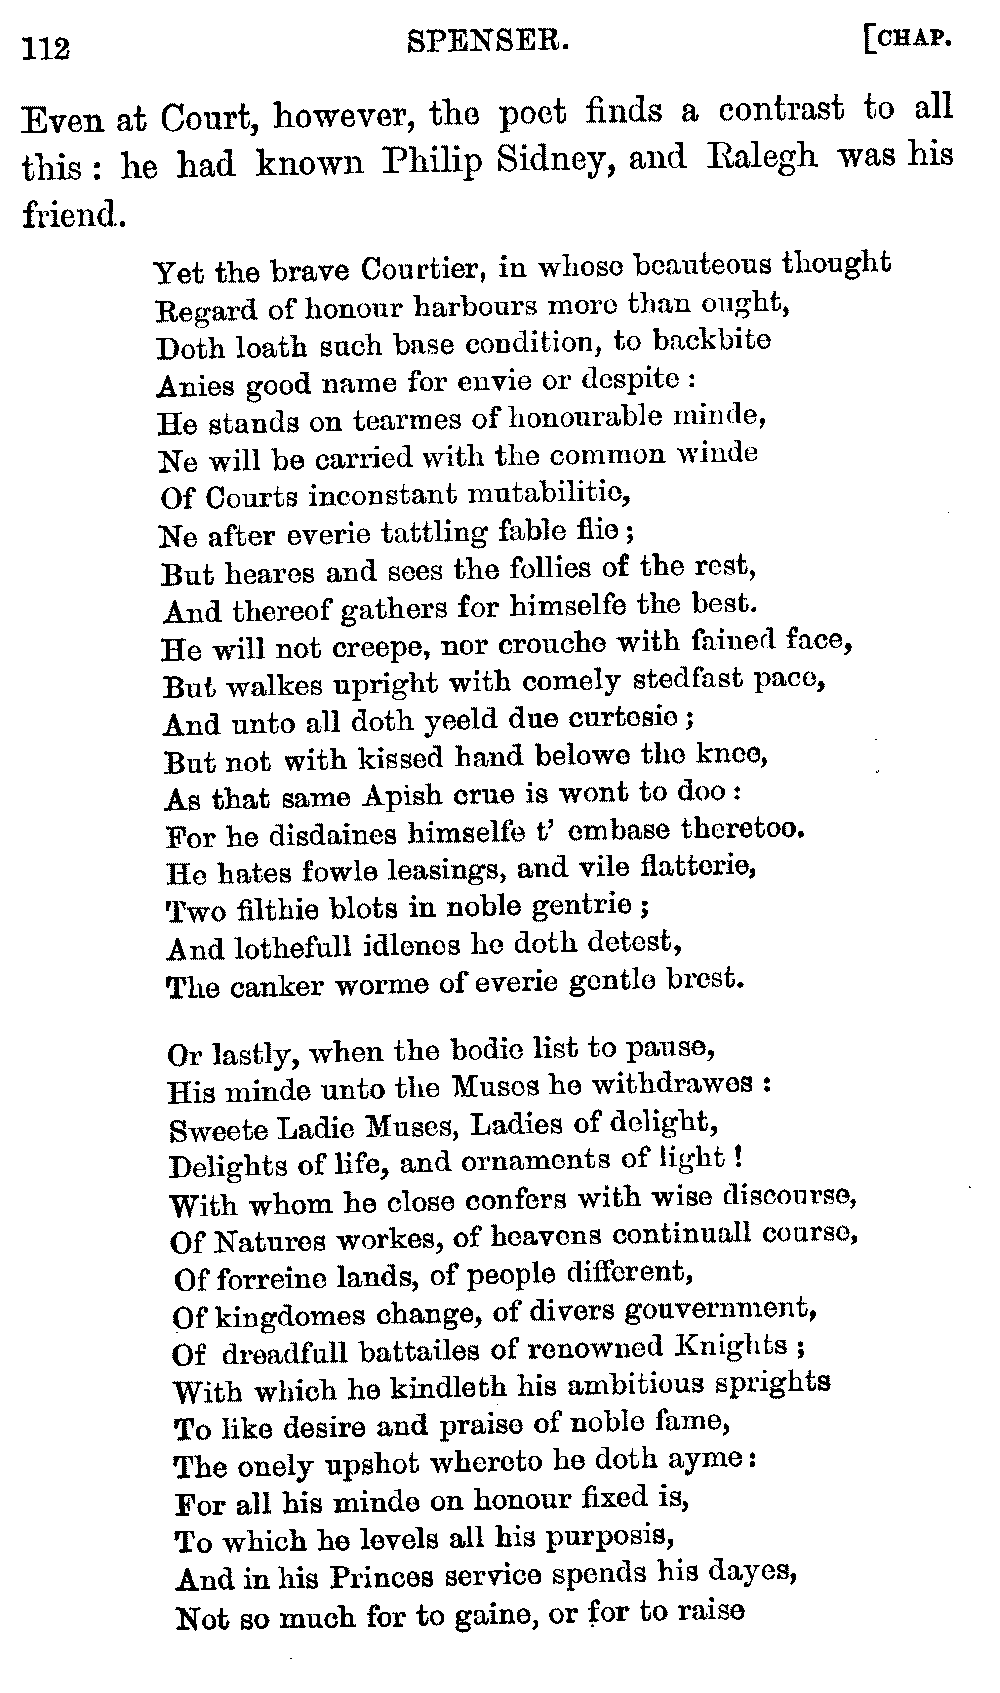 112 SPENSER. [CHAP.
Even at Court, however, the poet finds a contrast to all
this: he had known Philip Sidney, and Ralegh was his
friend.
Yet the brave Courtier, in whose beauteous thought
Regard of honour harbours more than ought,
Doth loath such base condition, to backbite
Anies good name for envie or despite:
He stands on tearmes of honourable minde,
Ne will be carried with the common winde
Of Courts inconstant mutabilitie,
Ne after everie tattling fable flie;
But heares and sees the follies of the rest,
And thereof gathers for himselfe the best.
He will not creepe, nor crouche with fained face,
But walkes upright with comely stedfast pace,
And unto all doth yeeld due curtesie;
But not with kissed hand belowe the knee,
As that same Apish crue is wont to doo:
For he disdaines himselfe t' embase theretoo.
He hates fowle leasings, and vile flatterie,
Two filthie blots in noble gentrie;
And lothefull idlenes he doth detest,
The canker worme of everie gentle brest.
Or lastly, when the bodie list to pause,
His minde unto the Muses he withdrawes:
Sweete Ladie Muses, Ladies of delight,
Delights of life, and ornaments of light!
With whom he close confers with wise discourse,
Of Natures workes, of heavens continuall course,
Of forreine lands, of people different,
Of kingdomes change, of divers gouvernment,
Of dreadfull battailes of renowned Knights;
With which he kindleth his ambitious sprights
To like desire and praise of noble fame,
The onely upshot whereto he doth ayme:
For all his minde on honour fixed is,
To which he levels all his purposis,
And in his Princes service spends his dayes,
Not so much for to gaine, or for to raise